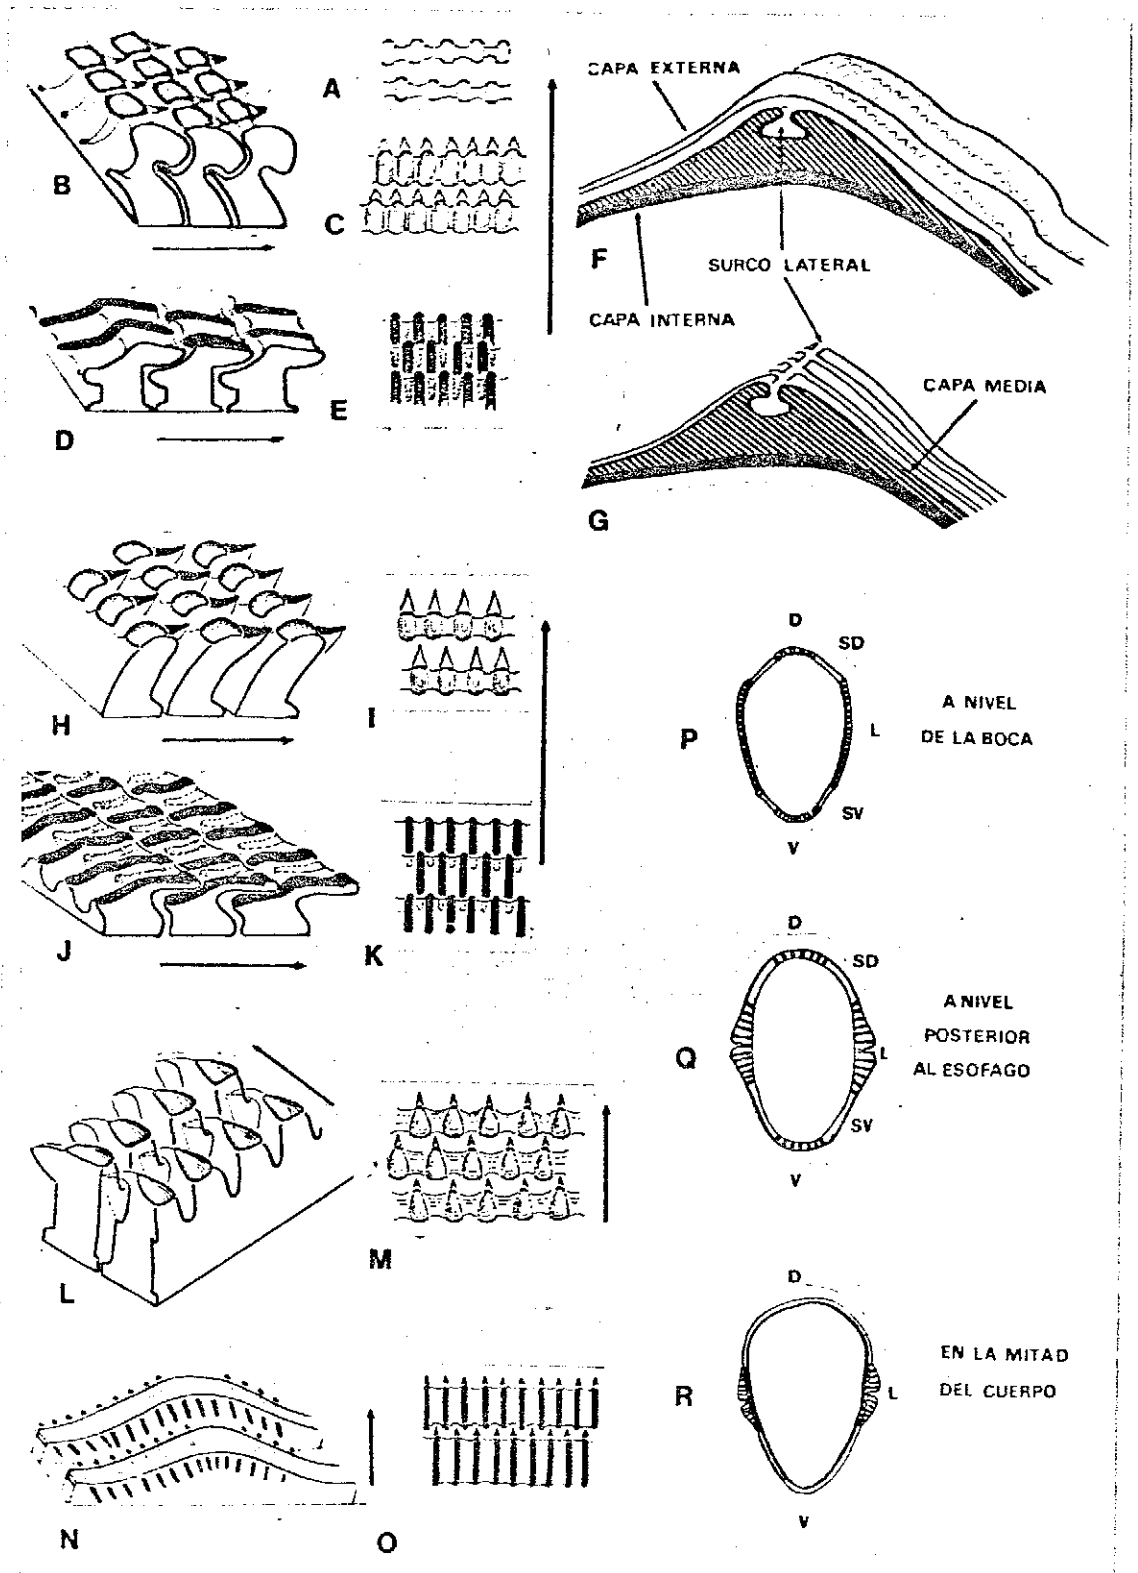 A
B
C
D
E
CAPA EXTERNA
F
SURCO LATERAL
CAPA INTERNA
CAPA MEDIA
G
H
I
J
K
L
M
N
O
D
SD
P
L
A NIVEL
DE LA BOCA
SV
V
D
SD
Q
L
A NIVEL
POSTERIOR
AL ESOFAGO
SV
V
D
R
L
EN LA MITAD
DEL CUERPO
V